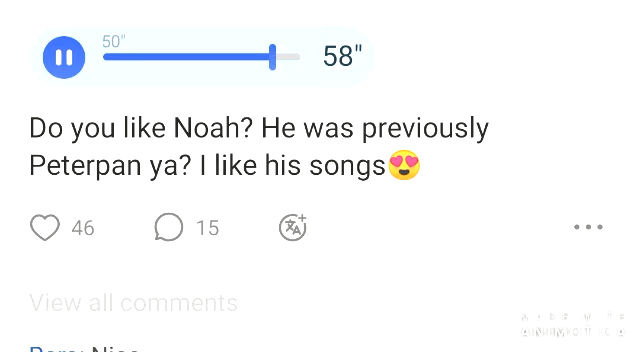 50"
58"
Do you like Noah? He was previously
Peterpan ya? I like his songs😍
46 15
View all comments